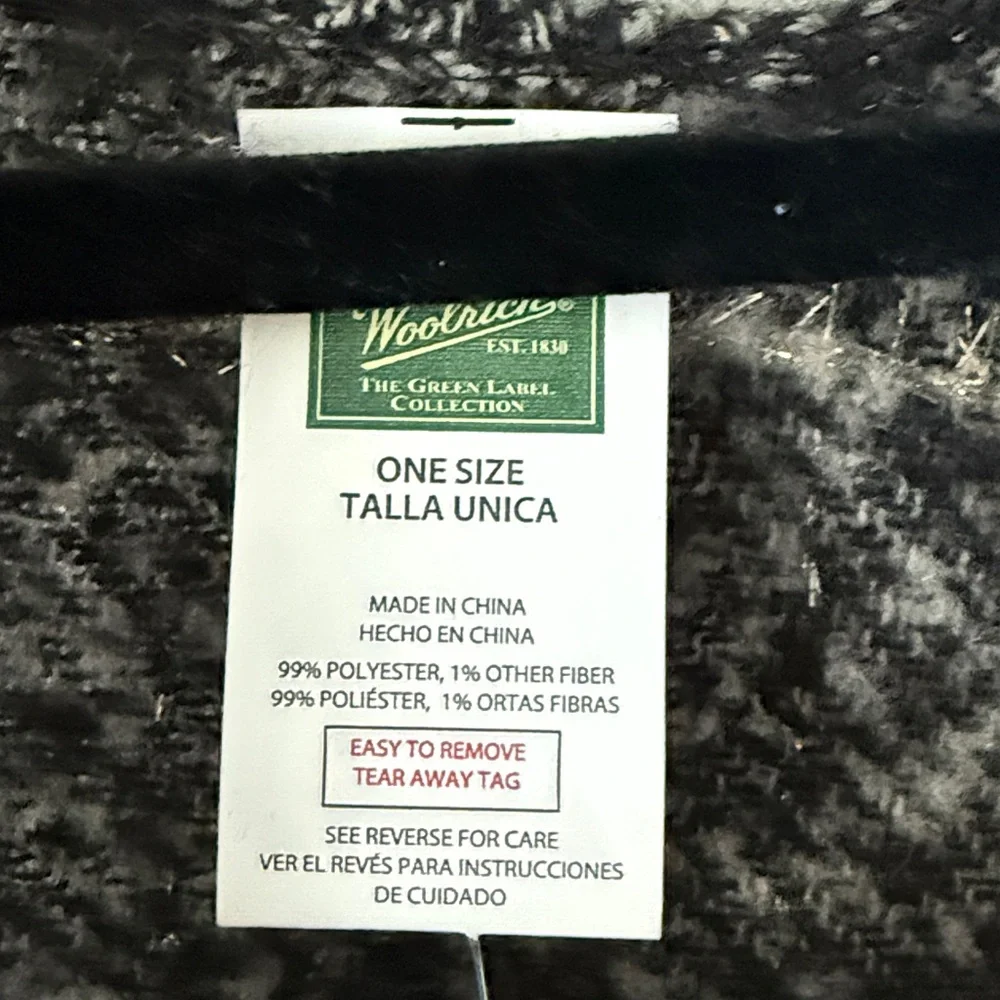 Woolrich®
EST. 1830
THE GREEN LABEL
COLLECTION
ONE SIZE
TALLA UNICA
MADE IN CHINA
HECHO EN CHINA
99% POLYESTER, 1% OTHER FIBER
99% POLIÉSTER, 1% ORTAS FIBRAS
EASY TO REMOVE
TEAR AWAY TAG
SEE REVERSE FOR CARE
VER EL REVÉS PARA INSTRUCCIONES
DE CUIDADO